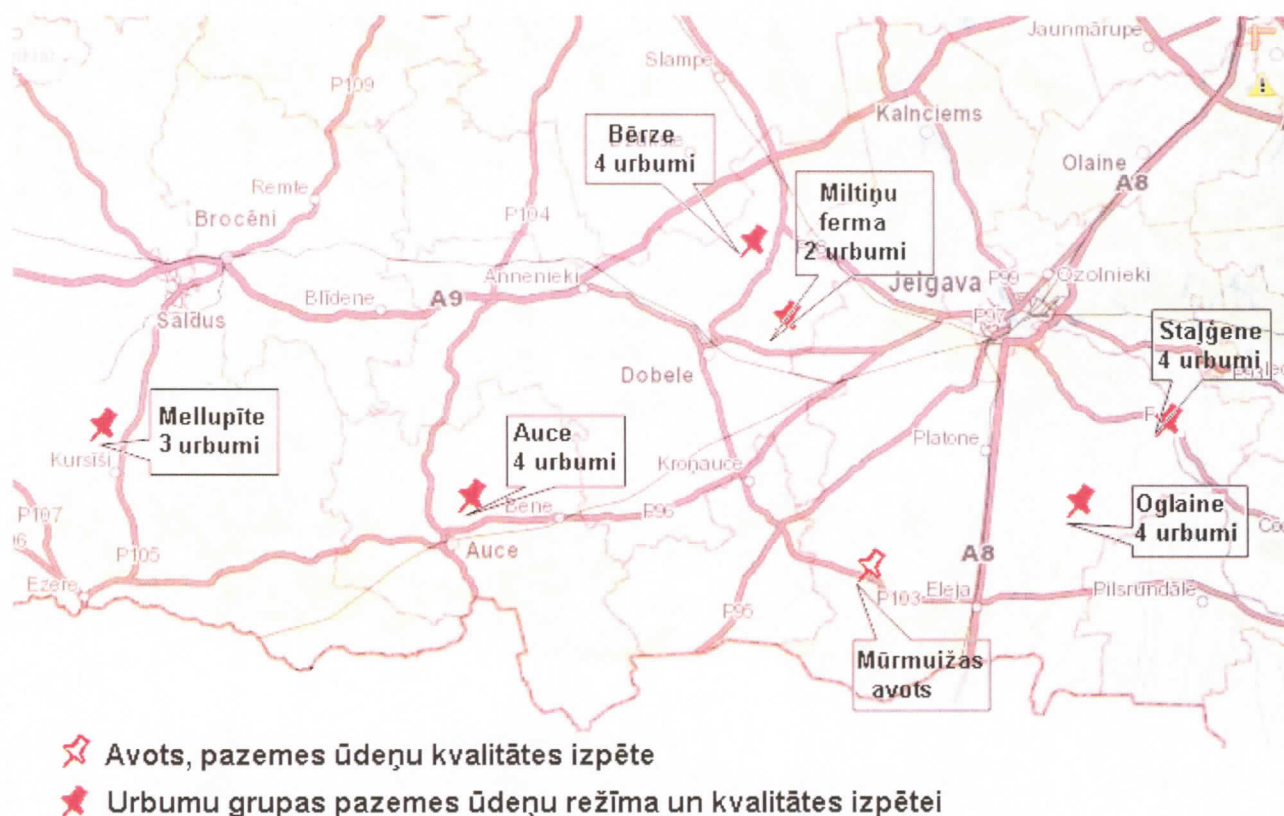 Jaunmārupe
Slampe
P109
Kalnciems
Bērze
4 urbumi
Olaine
A8
Miltiņu
ferma
2 urbumi
Remte
Brocēni
P104
Annenieki
Jelgava
P99
Ozolnieki
Blīdene
A9
P97
Saldus
Staļģene
4 urbumi
Dobele
Mellupīte
3 urbumi
Auce
4 urbumi
Platone
Kursīši
Kroņauce
Bene
P96
Oglaine
4 urbumi
P107
P105
Auce
A8
Ezere
P103
Eleja
Pilsrundāle
P95
Mūrmuižas
avots
Avots, pazemes ūdeņu kvalitātes izpēte
Urbumu grupas pazemes ūdeņu režīma un kvalitātes izpētei